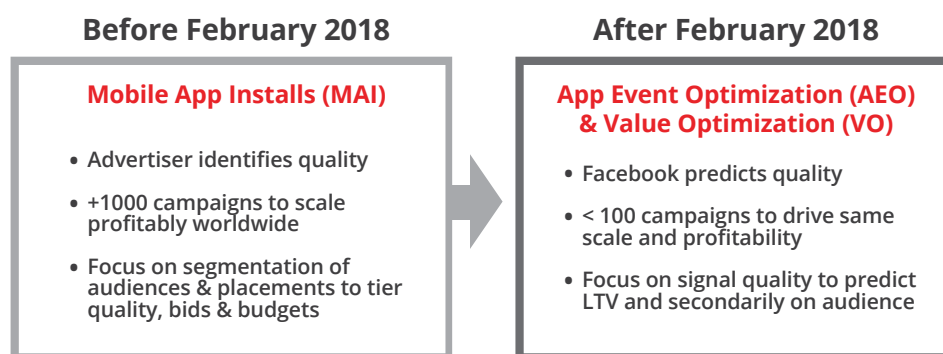 Before February 2018
Mobile App Installs (MAI)
• Advertiser identifies quality
• +1000 campaigns to scale
profitably worldwide
• Focus on segmentation of
audiences & placements to tier
quality, bids & budgets
After February 2018
App Event Optimization (AEO)
& Value Optimization (VO)
• Facebook predicts quality
• < 100 campaigns to drive same
scale and profitability
• Focus on signal quality to predict
LTV and secondarily on audience